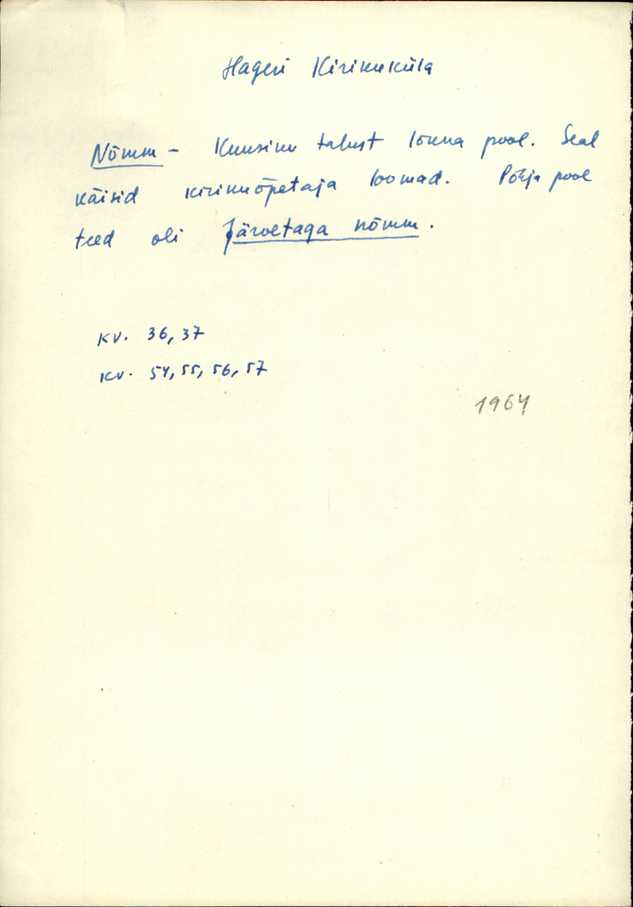 Hageri Kirikuküla
Nõmm - Kuusiku talust lõuna pool. Seal
käisid kirikuõpetaja loomad. Põhja pool
teed oli Järvetaga nõmm.
KV. 36, 37
KV. 54, 55, 56, 57
1964